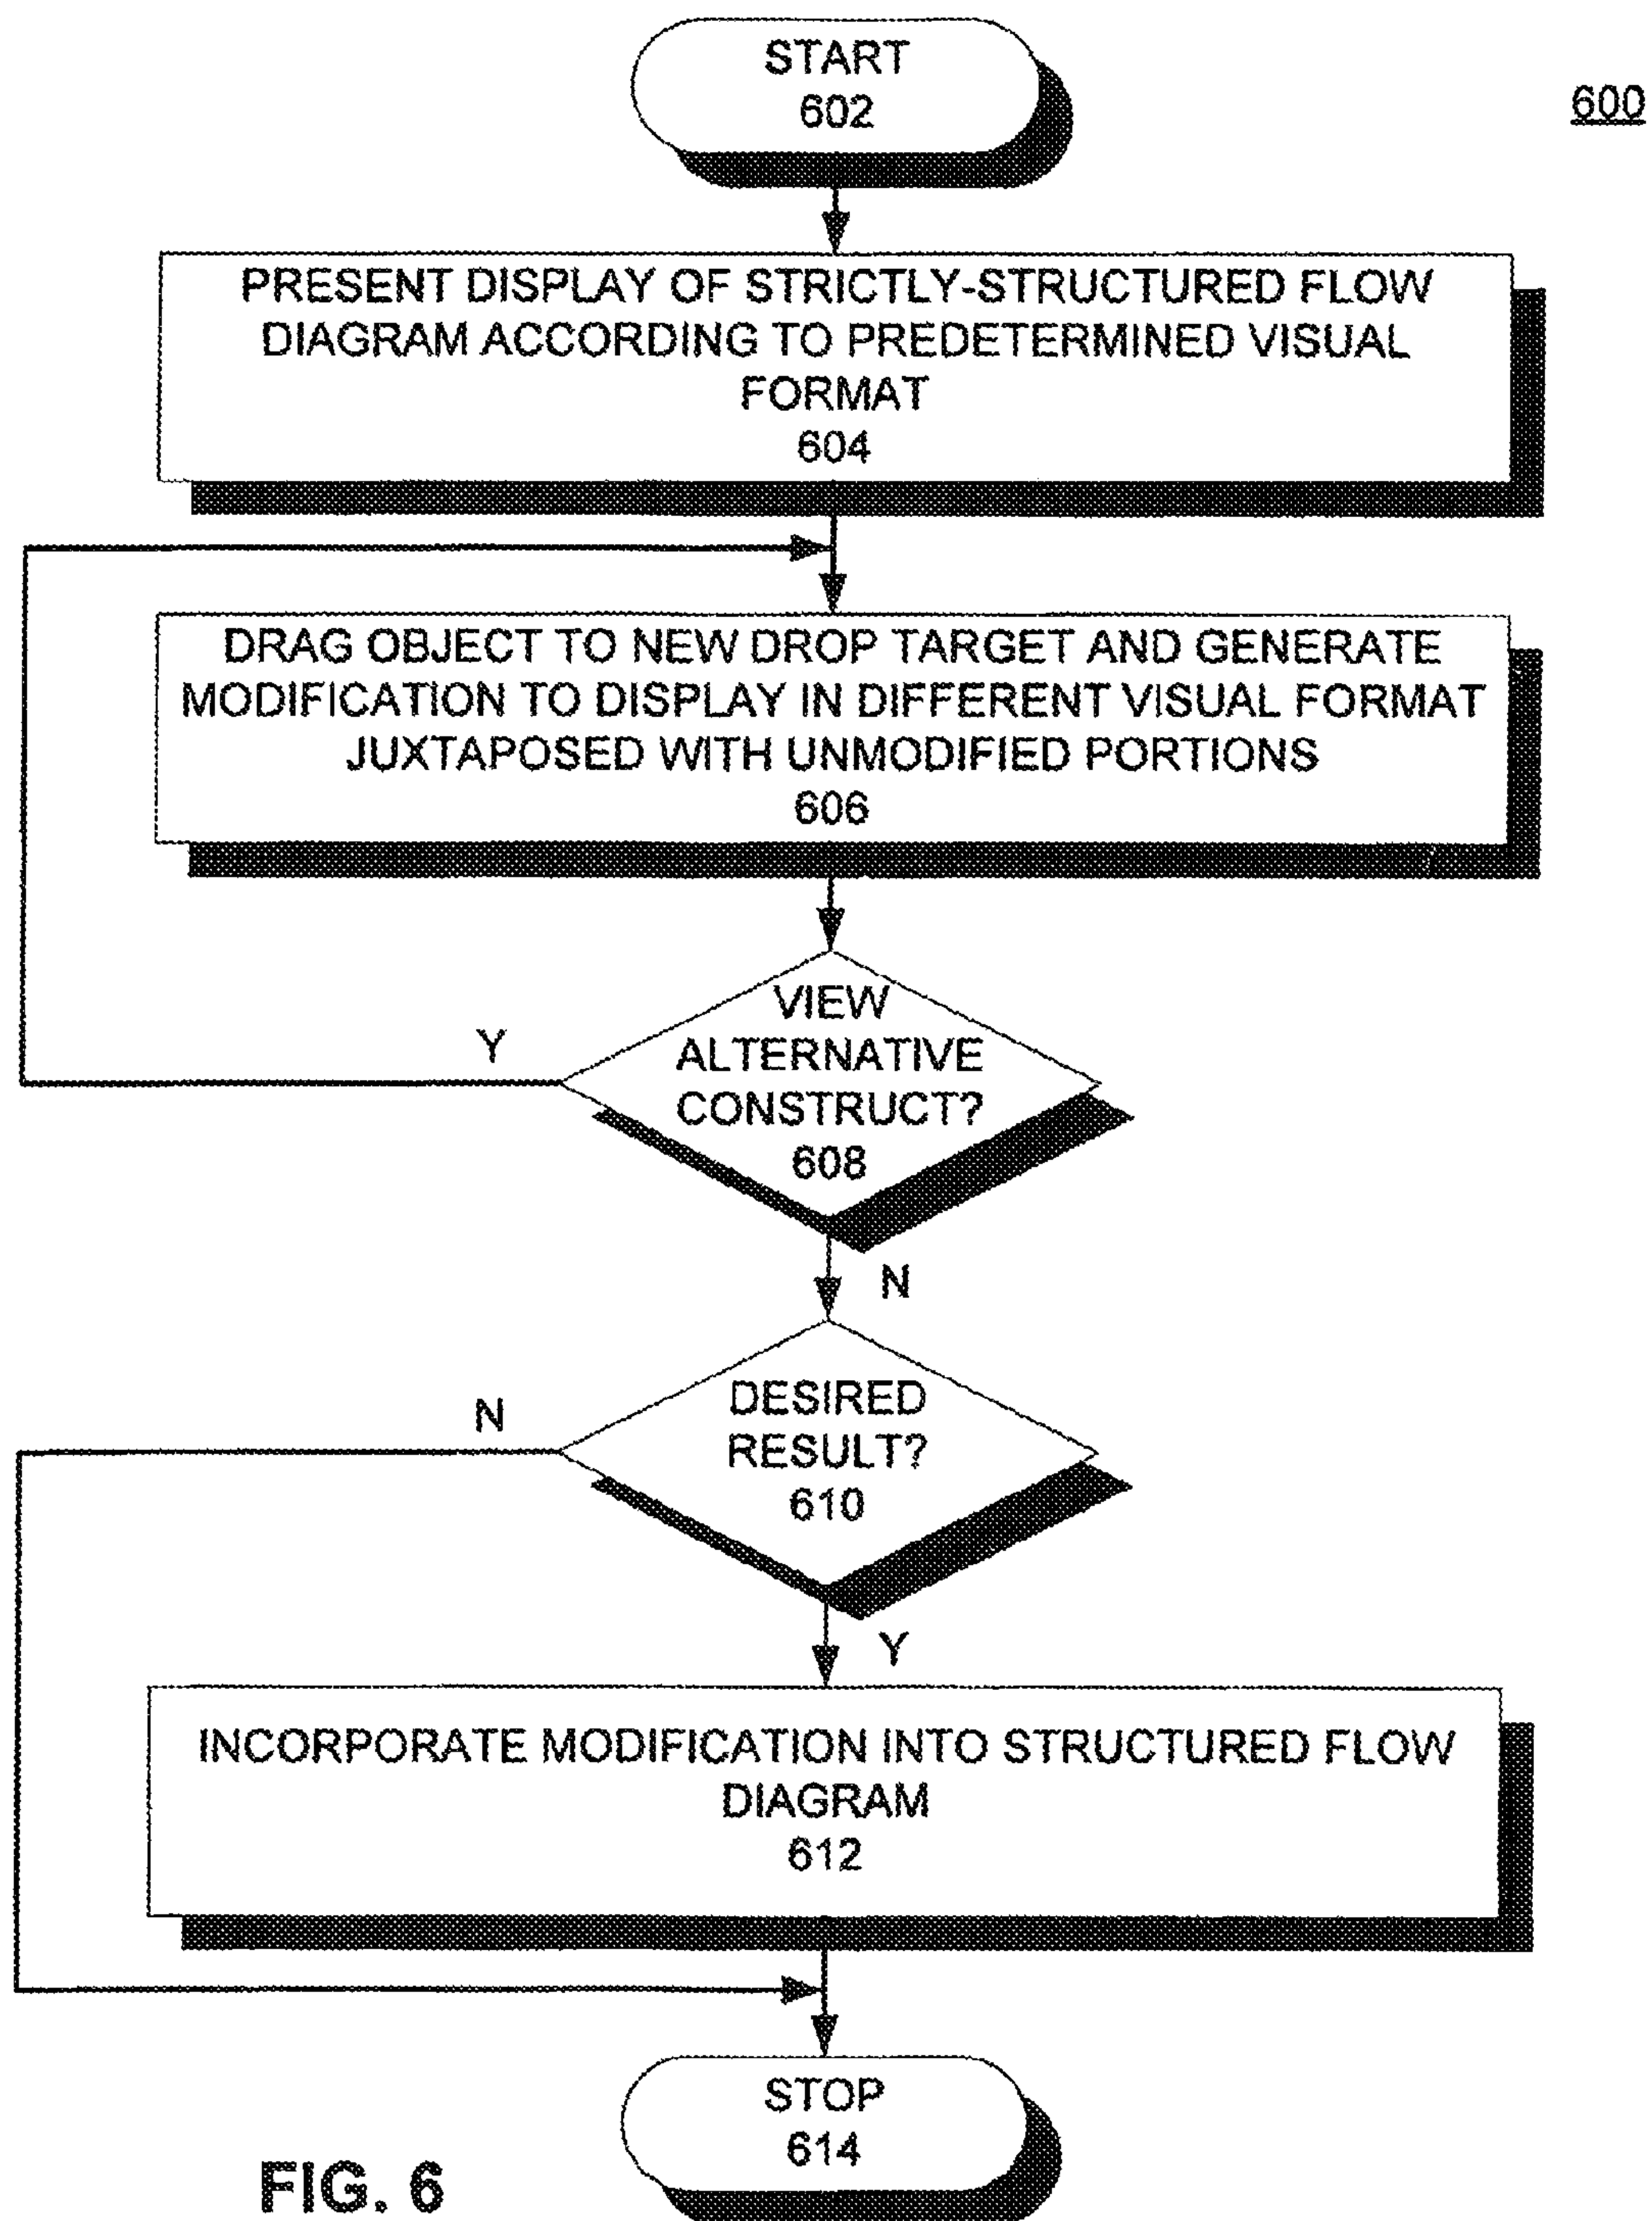 START
602
600
PRESENT DISPLAY OF STRICTLY-STRUCTURED FLOW
DIAGRAM ACCORDING TO PREDETERMINED VISUAL
FORMAT
604
DRAG OBJECT TO NEW DROP TARGET AND GENERATE
MODIFICATION TO DISPLAY IN DIFFERENT VISUAL FORMAT
JUXTAPOSED WITH UNMODIFIED PORTIONS
606
VIEW
ALTERNATIVE
CONSTRUCT?
608
Y
N
DESIRED
RESULT?
610
N
Y
INCORPORATE MODIFICATION INTO STRUCTURED FLOW
DIAGRAM
612
STOP
614
FIG. 6